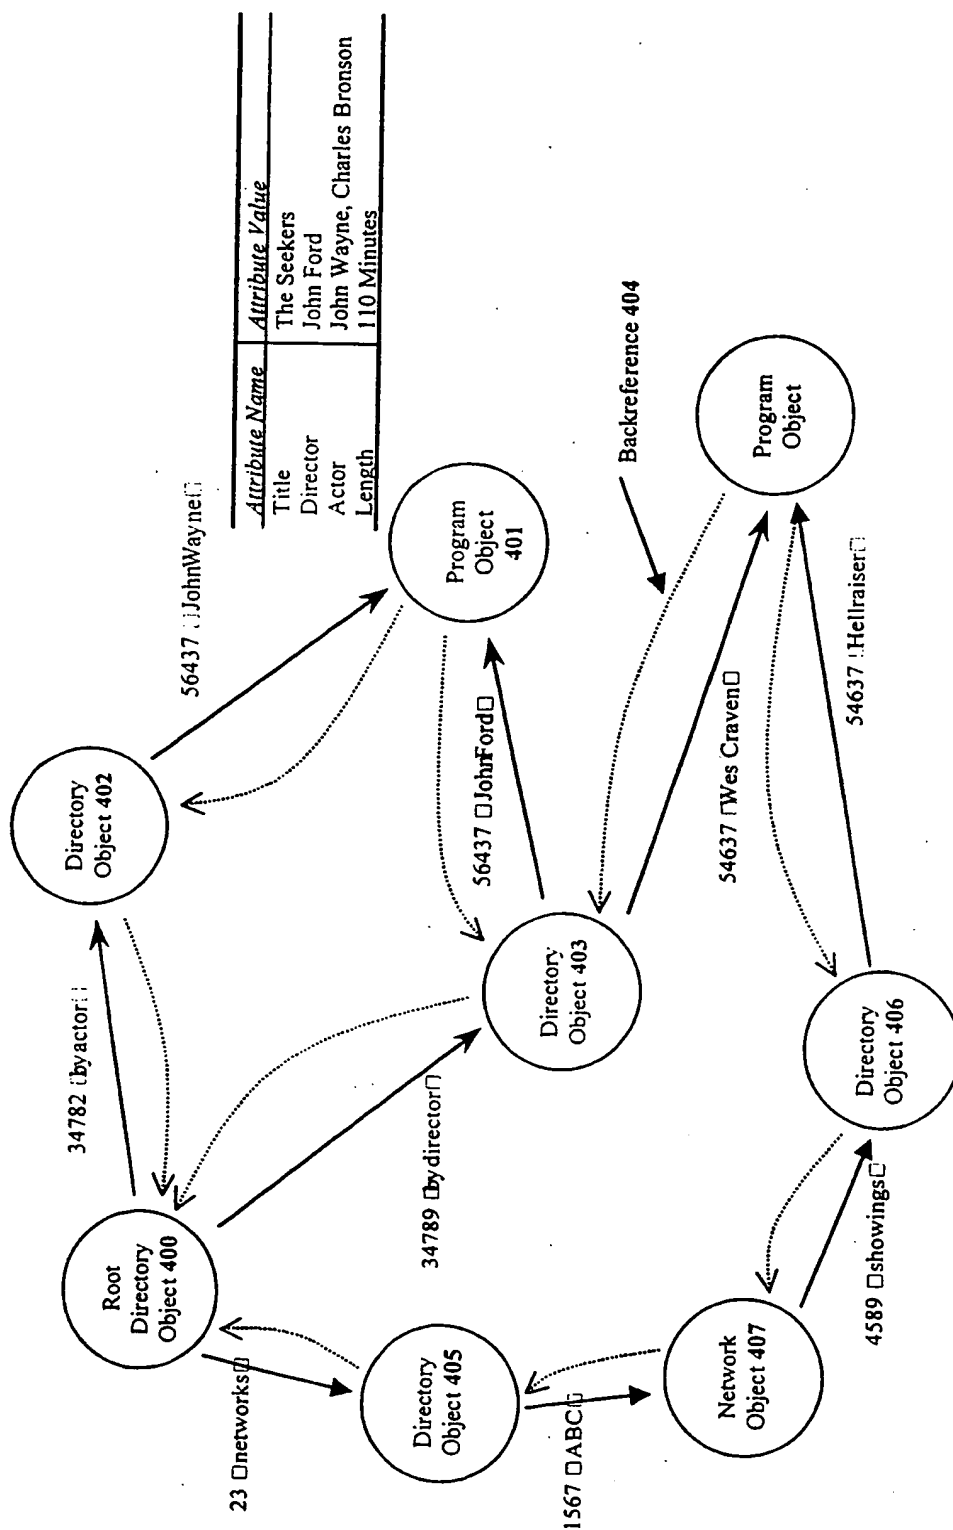 Attribute Name Attribute Value
Title The Seekers
Director John Ford
Actor John Wayne, Charles Bronson
Length 110 Minutes
34782 □byactor□
Directory
Object 402
56437 □JohnWayne□
Root
Directory
Object 400
34789 □bydirector□
Directory
Object 403
56437 □JohnFord□
Program
Object
401
23 □networks□
Directory
Object 405
54637 □Wes Craven□
Backreference 404
1567 □ABC□
Network
Object 407
4589 □showings□
Directory
Object 406
54637 □Hellraiser□
Program
Object